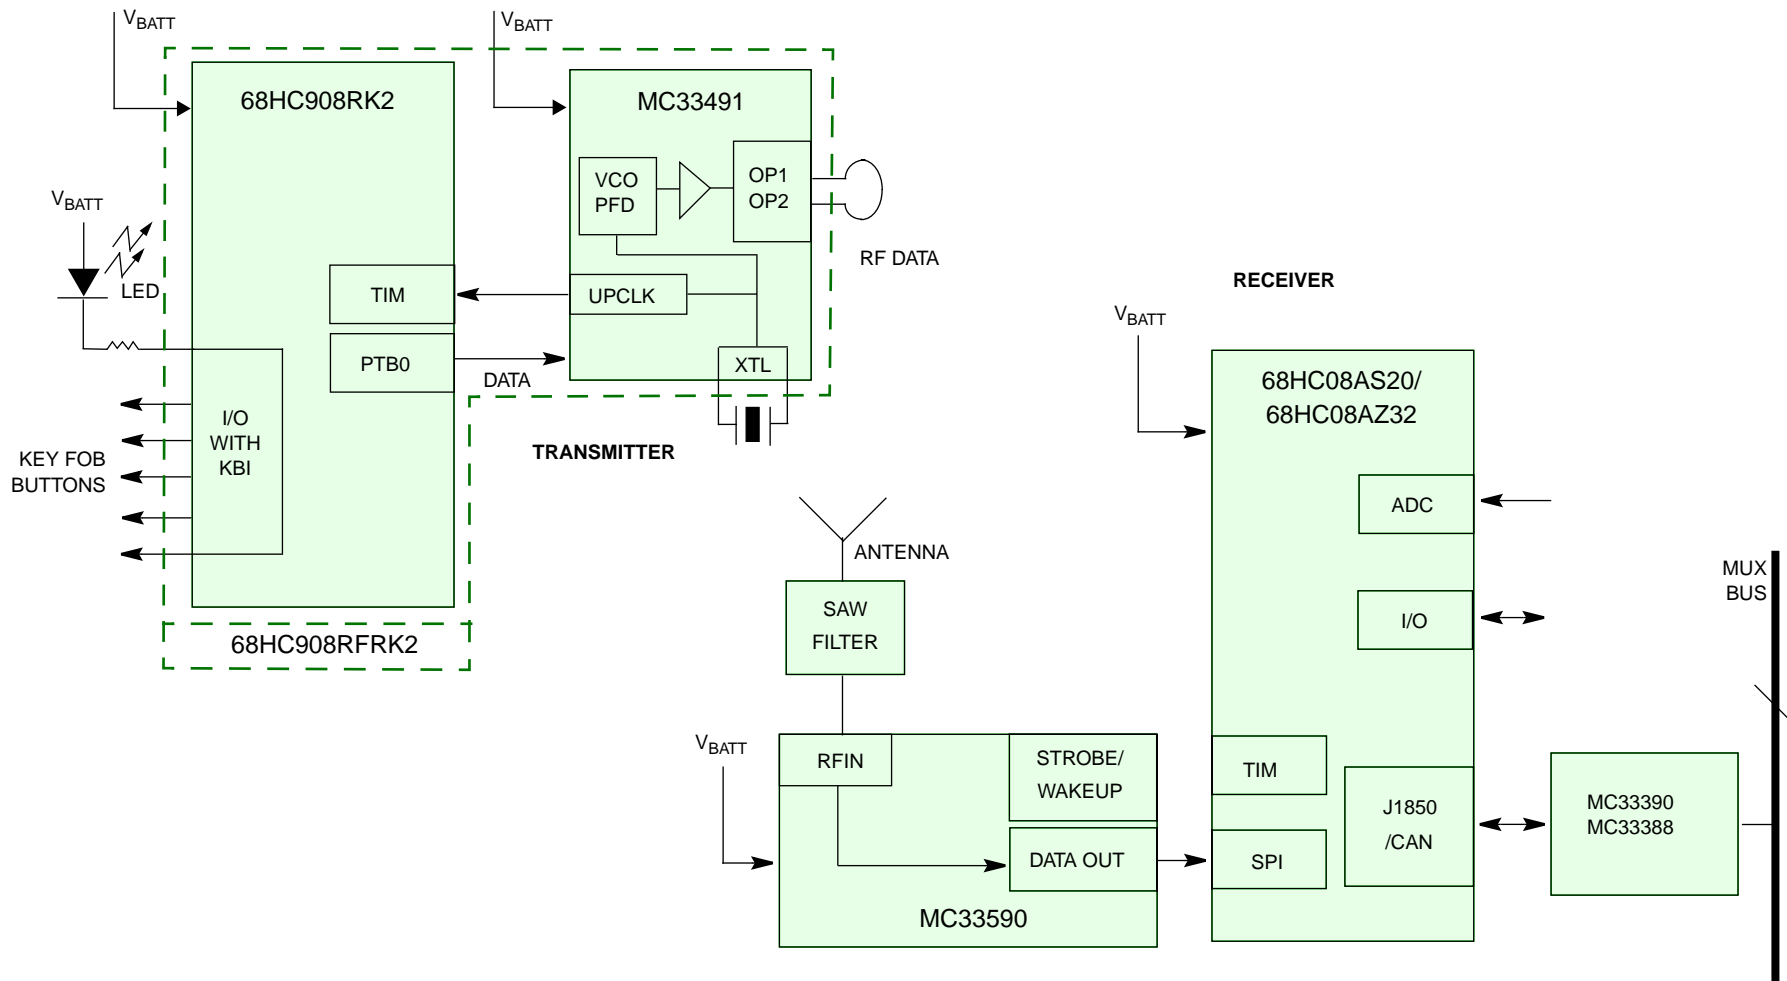 VBATT
VBATT
68HC908RK2
MC33491
VCO
PFD
OP1
OP2
VBATT
LED
RF DATA
TIM
UPCLK
PTB0
DATA
XTL
I/O
WITH
KBI
KEY FOB
BUTTONS
TRANSMITTER
68HC908RFRK2
RECEIVER
VBATT
68HC08AS20/
68HC08AZ32
ADC
ANTENNA
SAW
FILTER
I/O
MUX
BUS
VBATT
RFIN
STROBE/
WAKEUP
TIM
J1850
/CAN
MC33390
MC33388
DATA OUT
SPI
MC33590